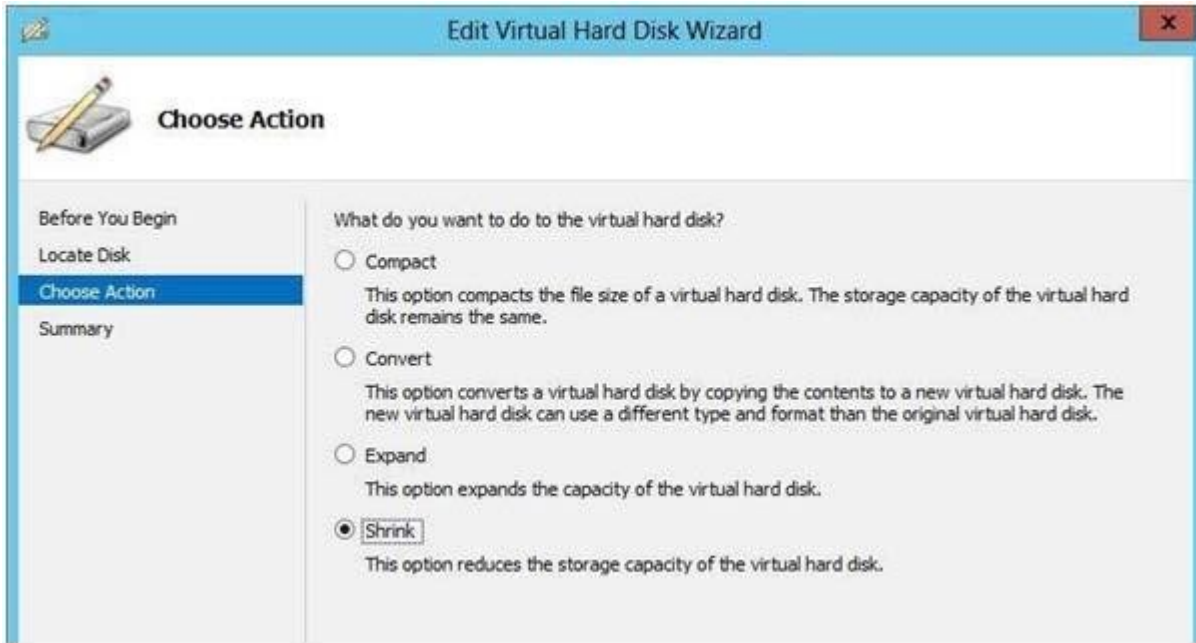 Edit Virtual Hard Disk Wizard
x
Choose Action
Before You Begin
Locate Disk
Choose Action
Summary
What do you want to do to the virtual hard disk?
Compact
This option compacts the file size of a virtual hard disk. The storage capacity of the virtual hard
disk remains the same.
Convert
This option converts a virtual hard disk by copying the contents to a new virtual hard disk. The
new virtual hard disk can use a different type and format than the original virtual hard disk.
Expand
This option expands the capacity of the virtual hard disk.
Shrink
This option reduces the storage capacity of the virtual hard disk.